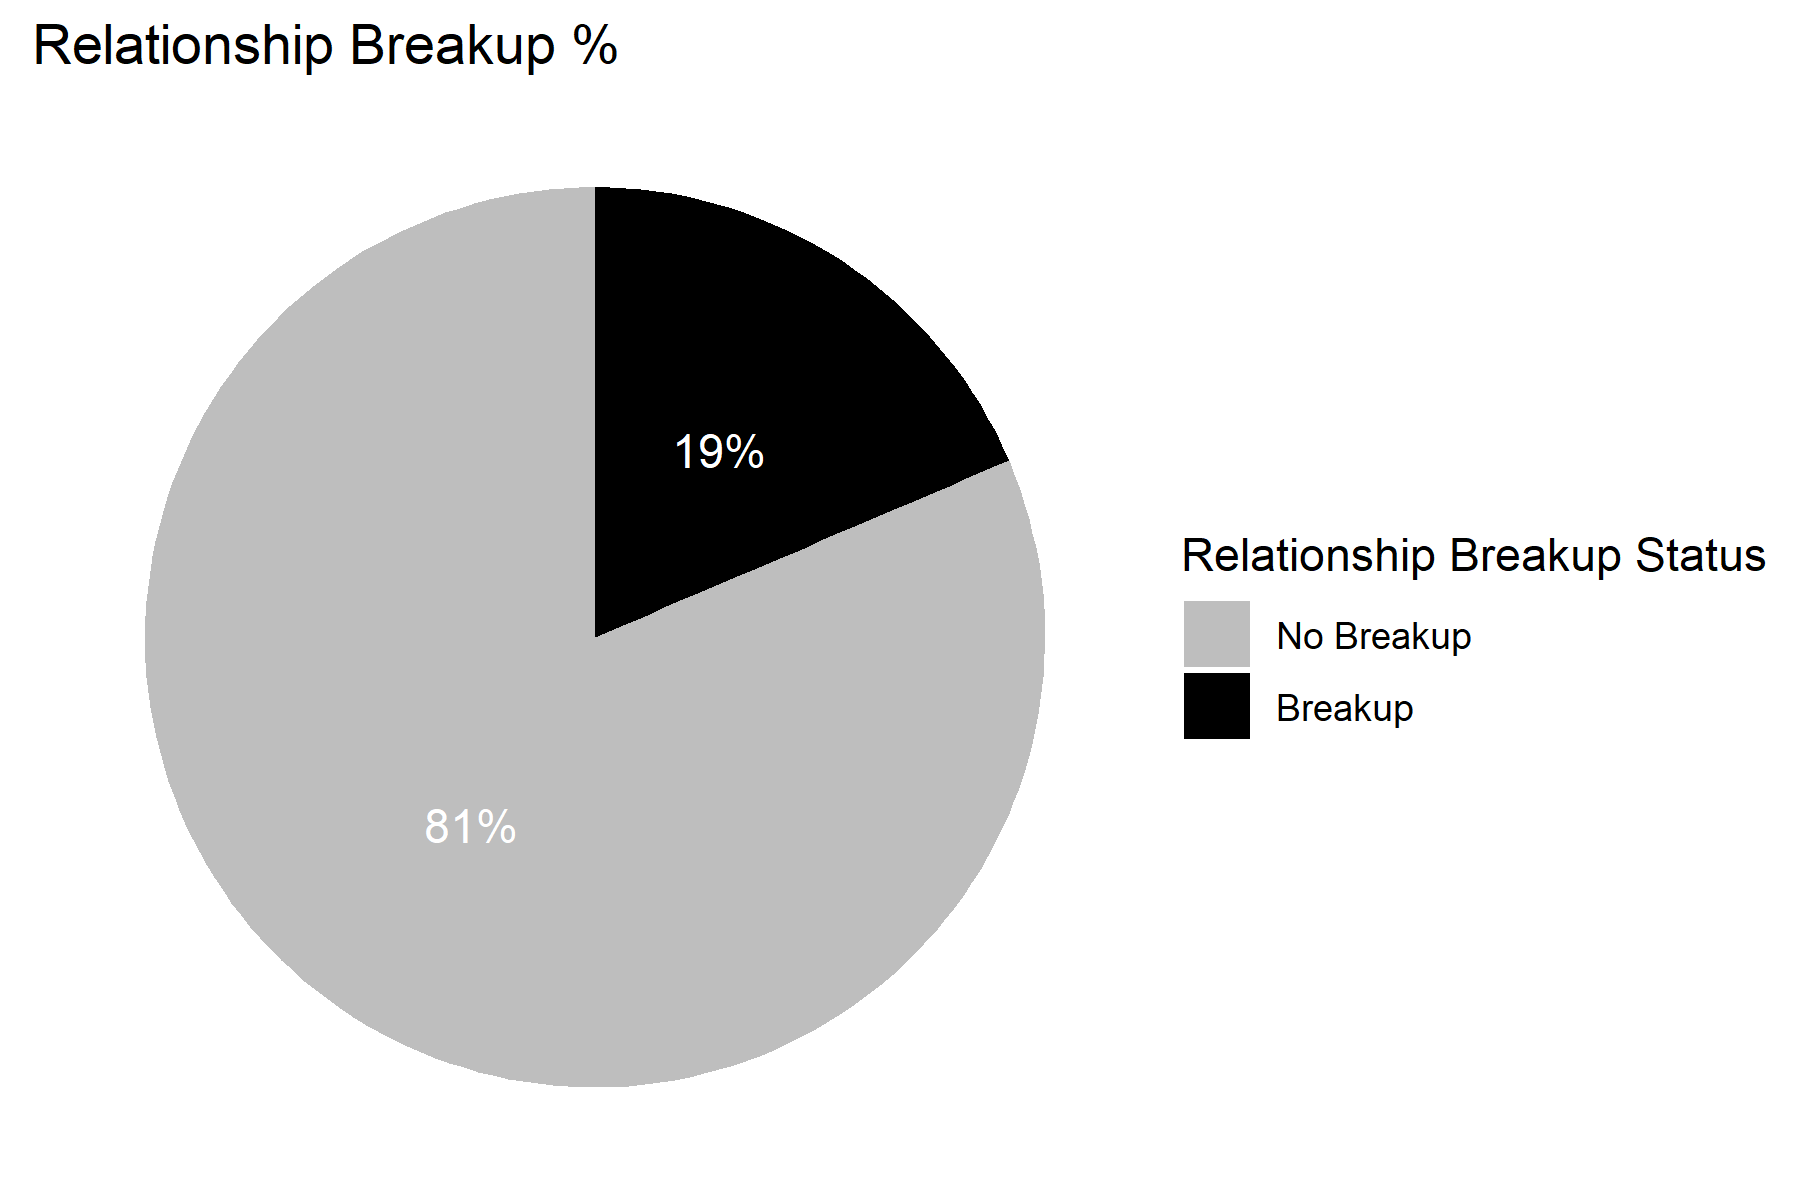 Relationship Breakup %
19%
81%
Relationship Breakup Status
No Breakup
Breakup